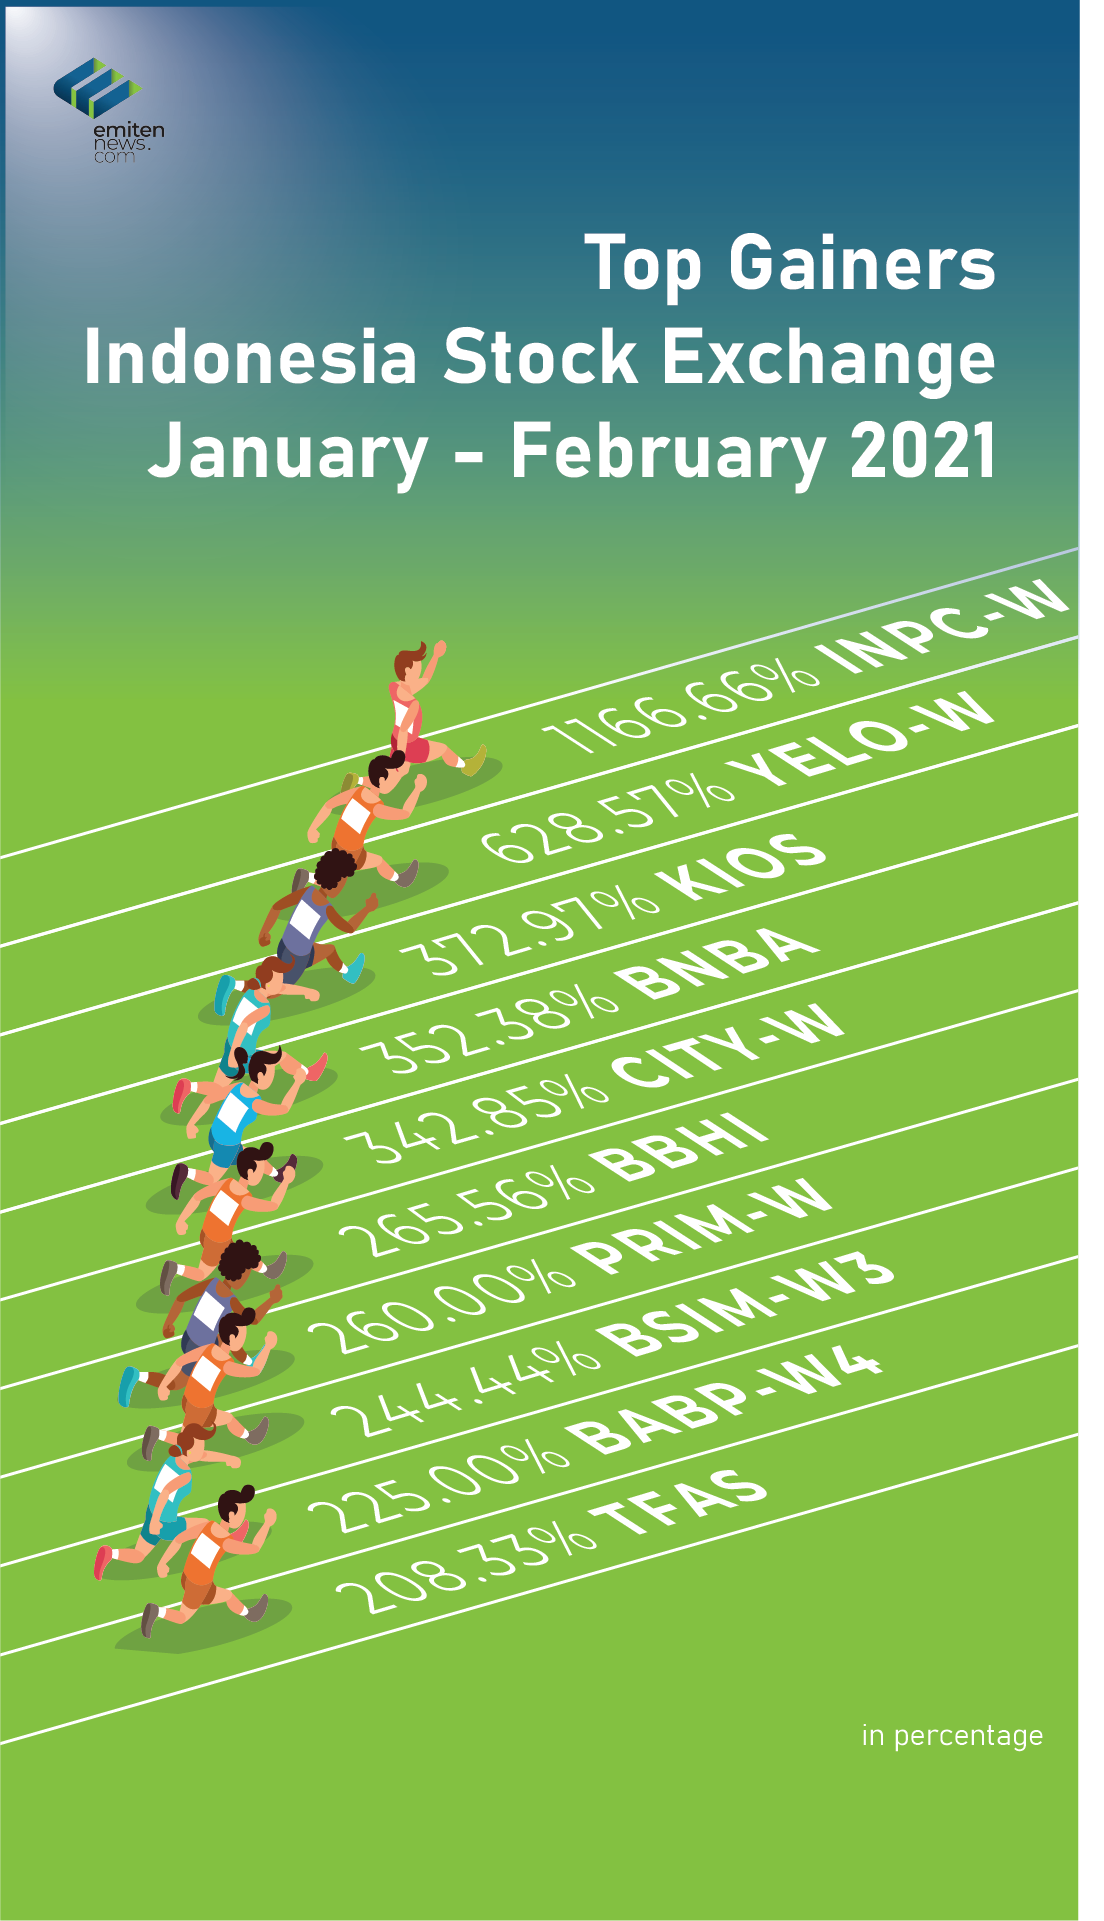 emiten
news.
com
Top Gainers
Indonesia Stock Exchange
January - February 2021
1166.66% INPC-W
628.57% YELO-W
372.97% KIOS
352.38% BNBA
342.85% CITY-W
265.56% BBHI
260.00% PRIM-W
244.44% BSIM-W3
225.00% BABP-W4
208.33% TFAS
in percentage